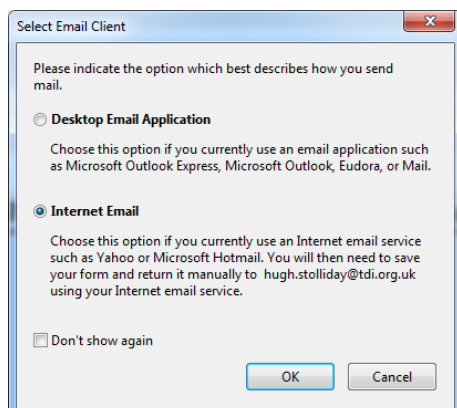 Select Email Client
Please indicate the option which best describes how you send
mail.
Desktop Email Application
Choose this option if you currently use an email application such
as Microsoft Outlook Express, Microsoft Outlook, Eudora, or Mail.
Internet Email
Choose this option if you currently use an Internet email service
such as Yahoo or Microsoft Hotmail. You will then need to save
your form and return it manually to hugh.stolliday@tdi.org.uk
using your Internet email service.
Don't show again
OK Cancel